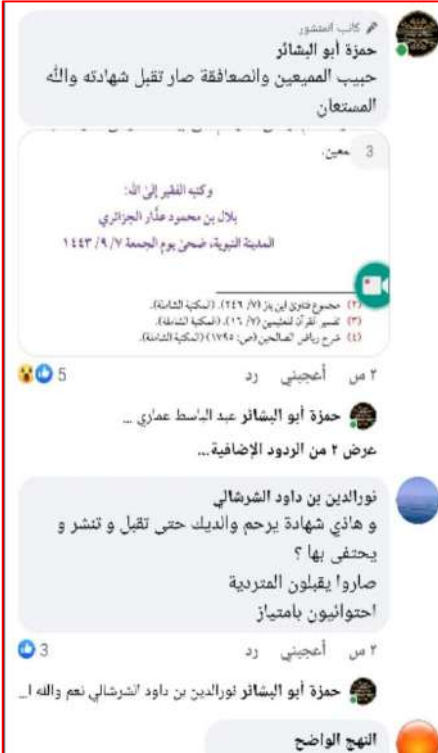 كاتب المنشور
حمزة أبو البشائر
حبيب المميعين والصعافقة صار تقبل شهادته والله
المستعان
معين. 3
وكتبه الفقير إلى الله:
بلال بن محمود عدَّار الجزائري
المدينة النبوية، ضحى يوم الجمعة ٧/ ٩/ ١٤٤٣
(٢) مجموع فتاوى ابن باز (٧/ ٢٤٦). (المكتبة الشاملة).
(٣) تفسير القرآن للعثيمين (٧/ ١٦). (المكتبة الشاملة).
(٤) شرح رياض الصالحين (ص: ١٧٩٥) (المكتبة الشاملة).
٢ س أعجبني رد 5
حمزة أبو البشائر عبد الباسط عماري ...
عرض ٢ من الردود الإضافية...
نورالدين بن داود الشرشالي
و هاذي شهادة يرحم والديك حتى تقبل و تنشر و
يحتفى بها ؟
صاروا يقبلون المتردية
احتوائيون بامتياز
٢ س أعجبني رد 3
حمزة أبو البشائر نورالدين بن داود الشرشالي نعم والله ا...
النهج الواضح